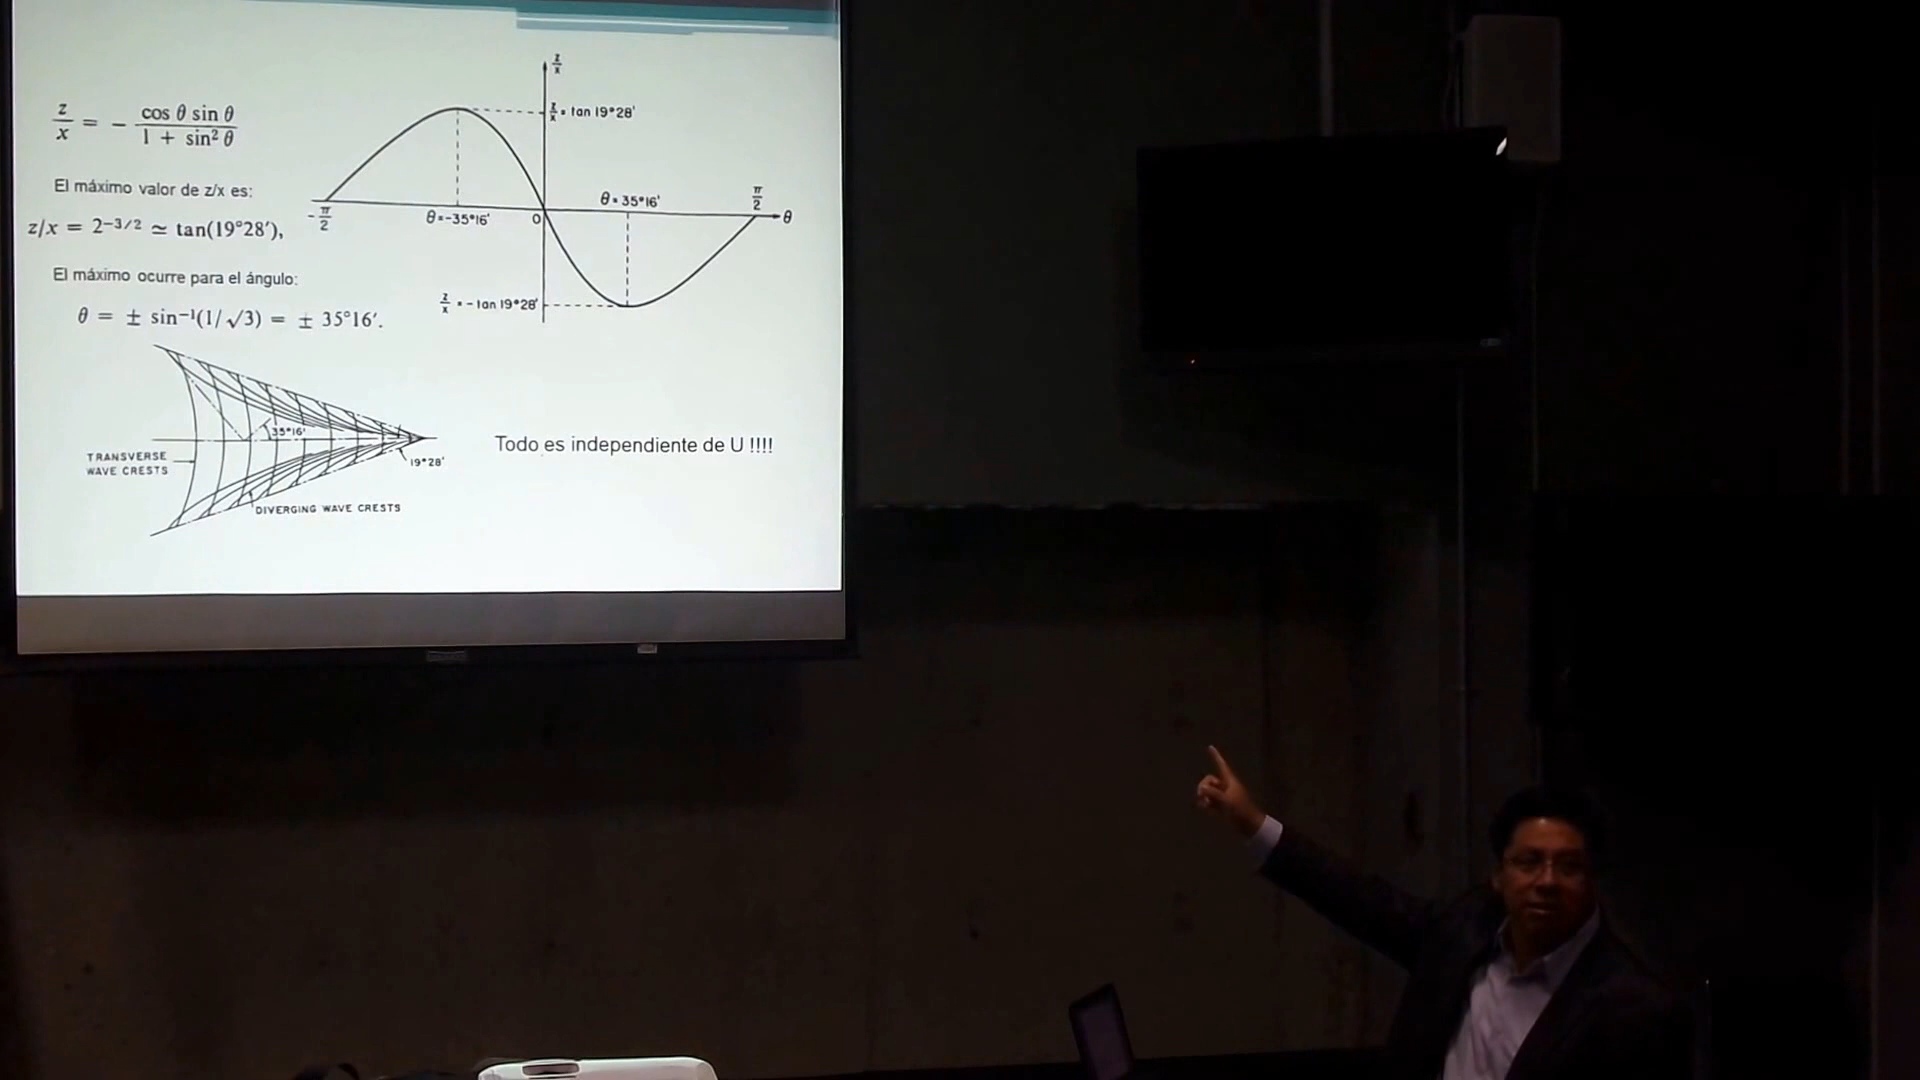 z/x = - cos θ sin θ / 1 + sin² θ
El máximo valor de z/x es:
z/x = 2^-3/2 ≃ tan(19°28′),
El máximo ocurre para el ángulo:
θ = ± sin⁻¹(1/√3) = ± 35°16′.
z/x
z/x = tan 19°28'
θ = 35°16'
π/2
θ
-π/2
θ=-35°16'
0
z/x = - tan 19°28'
35°16'
TRANSVERSE
WAVE CRESTS
19°28'
DIVERGING WAVE CRESTS
Todo es independiente de U !!!!